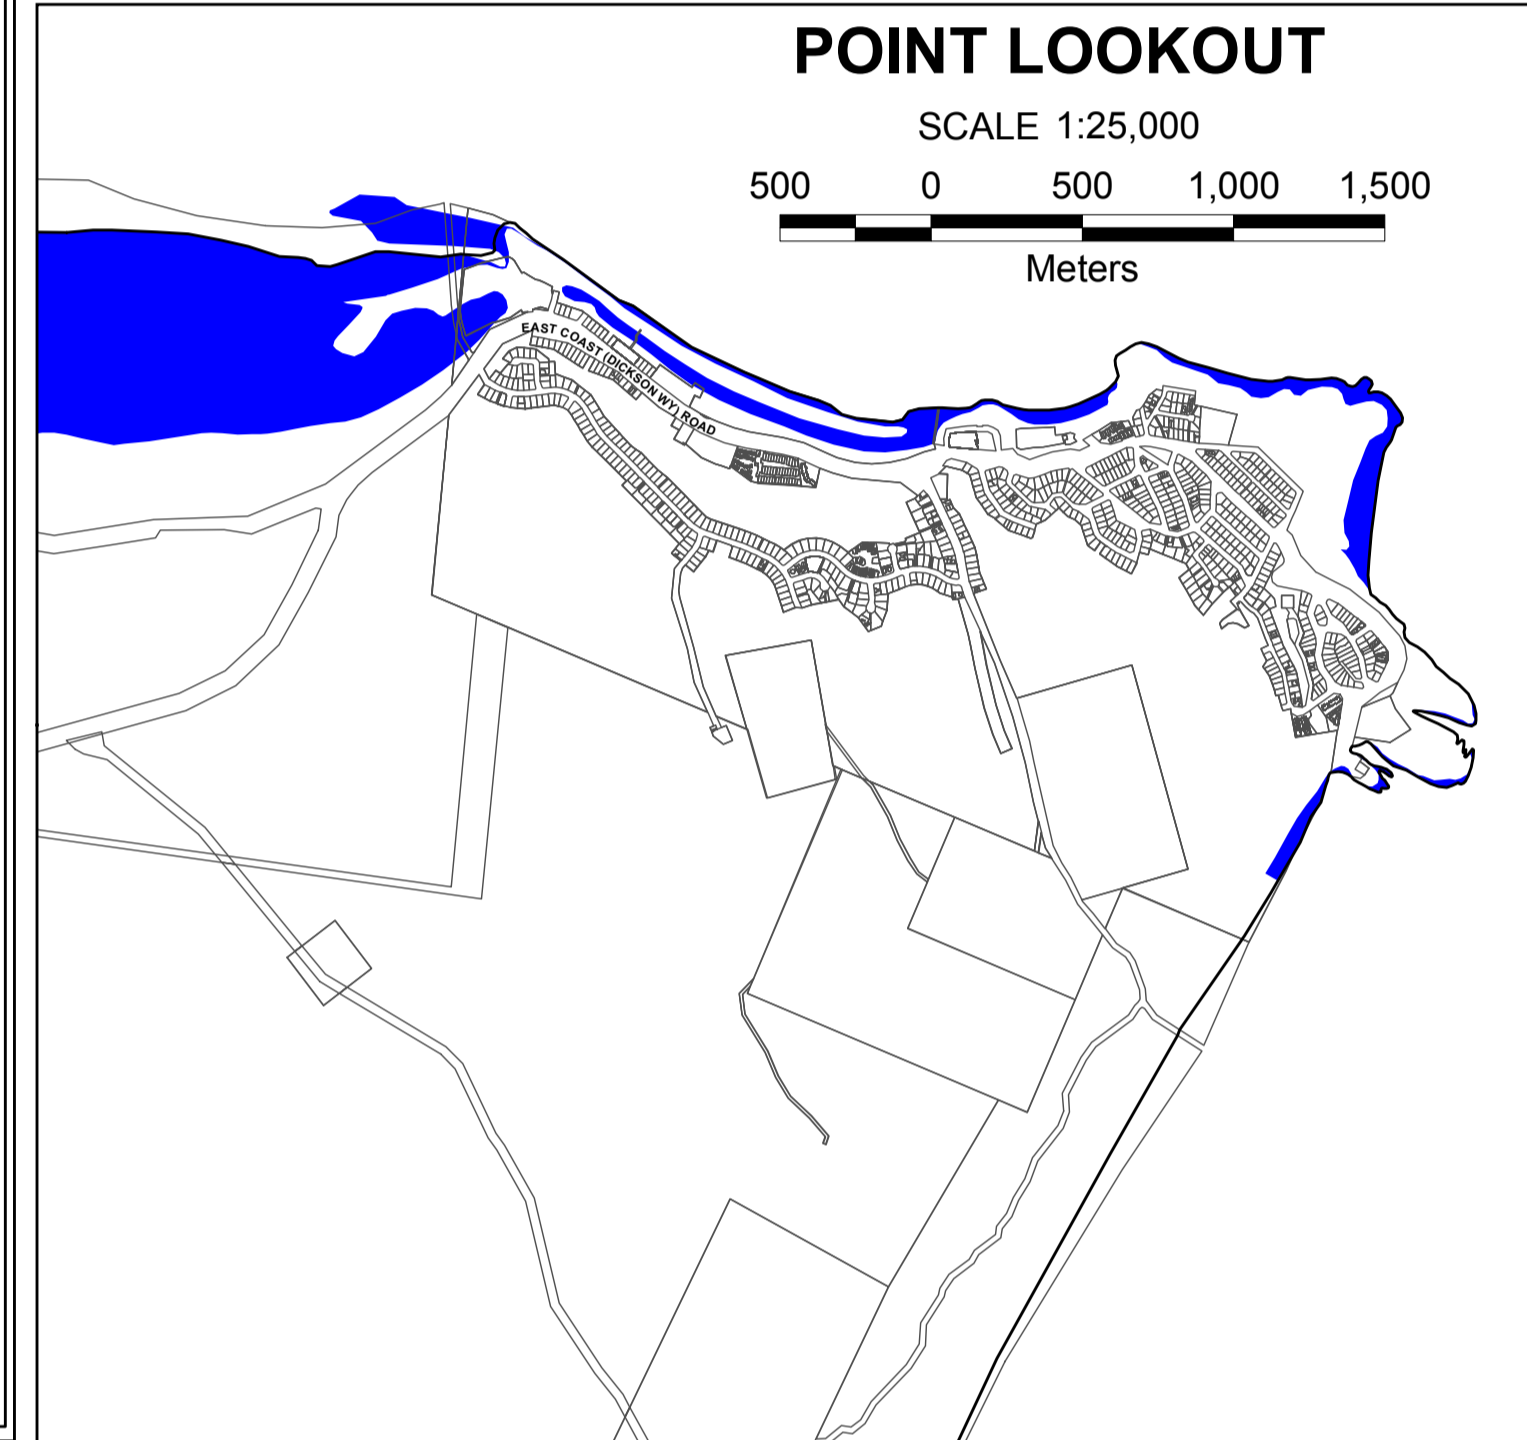 POINT LOOKOUT
SCALE 1:25,000
500 0 500 1,000 1,500
Meters
EAST COAST (DICKSON WY) ROAD